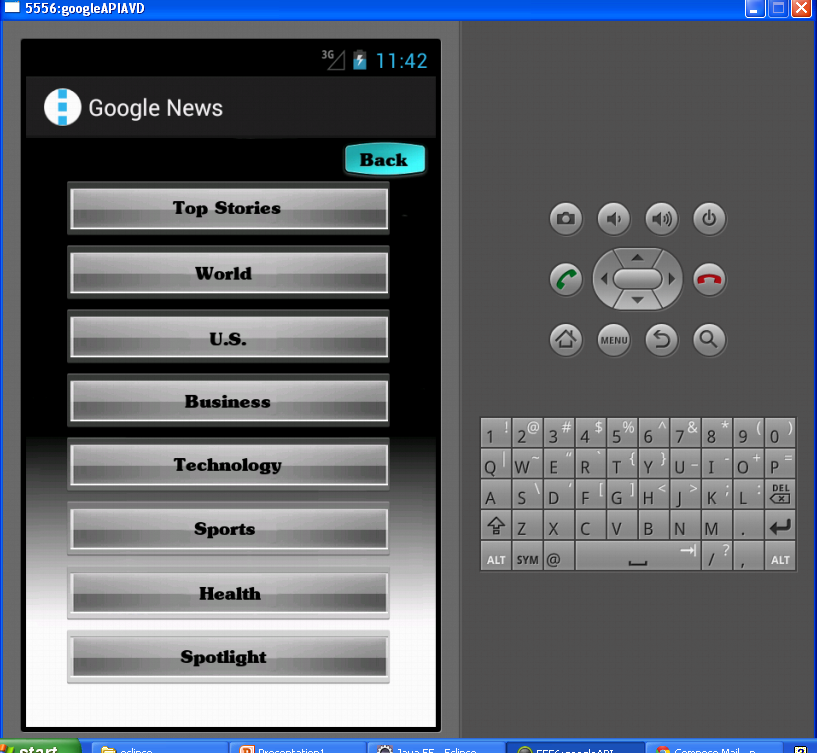 5556:googleAPIAVD
3G 11:42
Google News
Back
Top Stories
World
U.S.
Business
Technology
Sports
Health
Spotlight
MENU
1 ! 2 @ 3 # 4 $ 5 % 6 ^ 7 & 8 * 9 ( 0 )
Q | W ~ E " R ` T { Y } U _ I - O + P =
A S \ D ' F [ G ] H < J > K ; L : DEL
Z X C V B N M .
ALT SYM @ / ? , ALT
start eclipse Presentation1 Java EE - Eclipse 5556:googleAPI... Compose Mail - p...